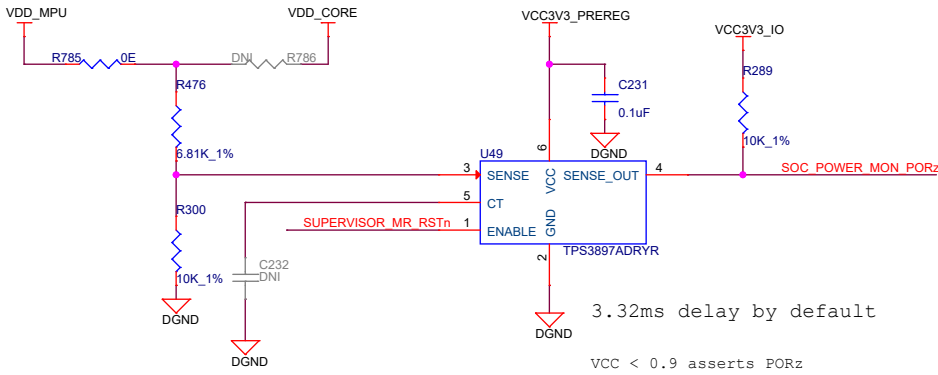 VDD_MPU
VDD_CORE
VCC3V3_PREREG
VCC3V3_IO
R785
0E
DNI
R786
R476
6.81K_1%
C231
0.1uF
DGND
R289
10K_1%
U49
3
SENSE
6
VCC
SENSE_OUT
4
SOC_POWER_MON_PORz
5
CT
SUPERVISOR_MR_RSTn
1
ENABLE
GND
2
TPS3897ADRYR
R300
10K_1%
DGND
C232
DNI
DGND
DGND
3.32ms delay by default
VCC < 0.9 asserts PORz